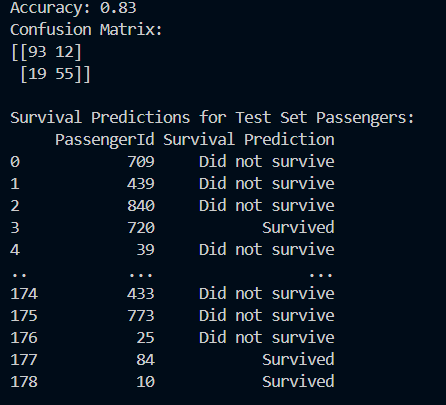 Accuracy: 0.83
Confusion Matrix:
[[93 12]
 [19 55]]

Survival Predictions for Test Set Passengers:
     PassengerId Survival Prediction
0            709    Did not survive
1            439    Did not survive
2            840    Did not survive
3            720           Survived
4             39    Did not survive
..           ...                ...
174          433    Did not survive
175          773    Did not survive
176           25    Did not survive
177           84           Survived
178           10           Survived